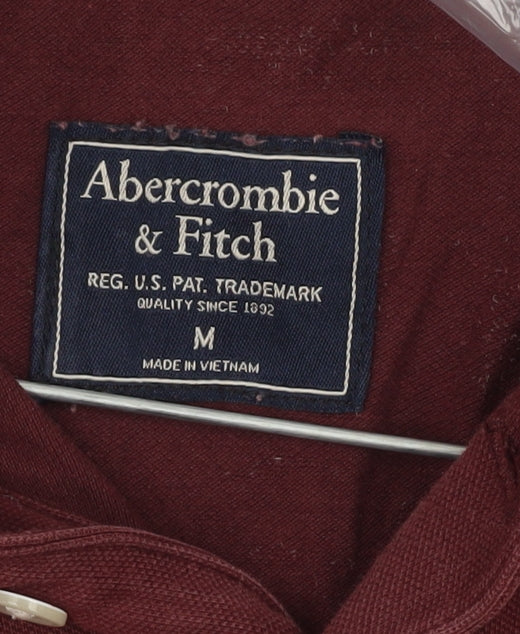 Abercrombie
& Fitch
REG. U.S. PAT. TRADEMARK
QUALITY SINCE 1892
M
MADE IN VIETNAM